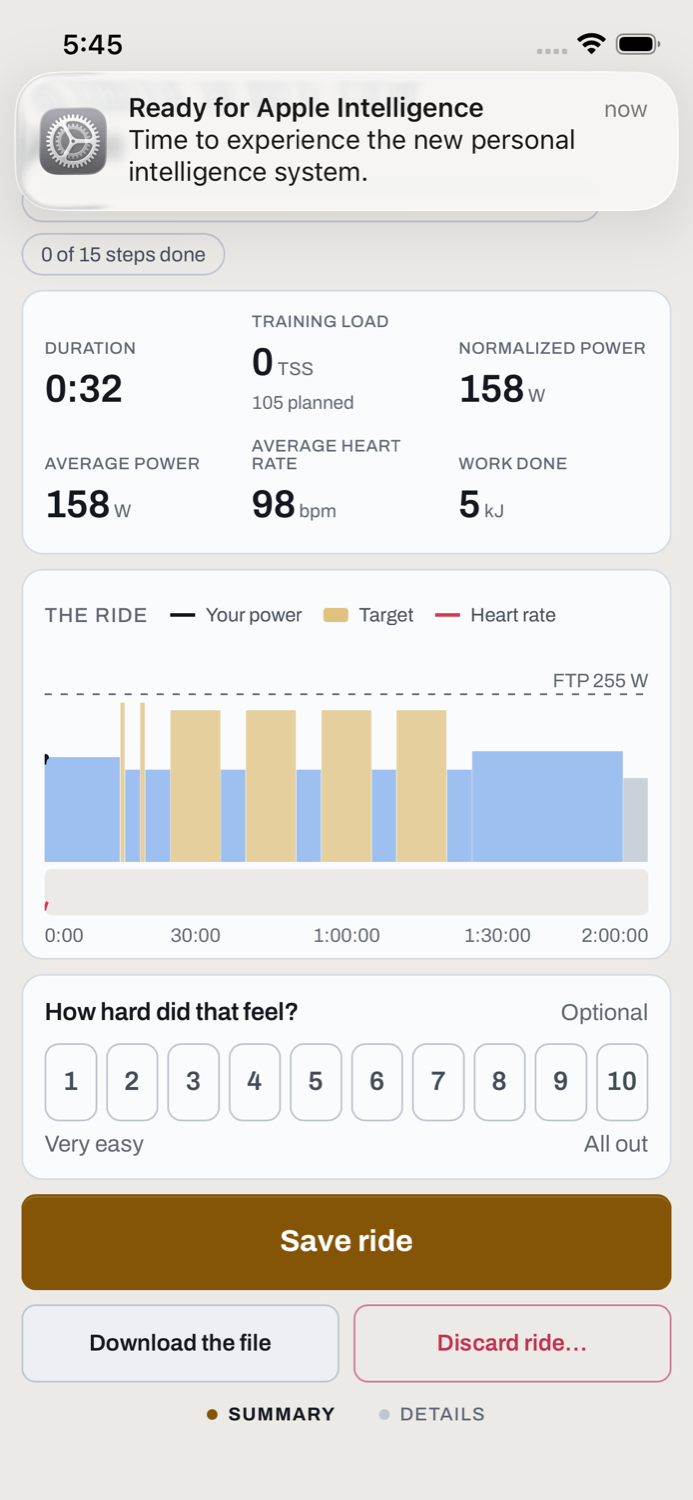 5:45
Ready for Apple Intelligence
now
Time to experience the new personal
intelligence system.
0 of 15 steps done
DURATION
0:32
TRAINING LOAD
0 TSS
105 planned
NORMALIZED POWER
158 W
AVERAGE POWER
158 W
AVERAGE HEART
RATE
98 bpm
WORK DONE
5 kJ
THE RIDE
Your power
Target
Heart rate
FTP 255 W
0:00 30:00 1:00:00 1:30:00 2:00:00
How hard did that feel?
Optional
1 2 3 4 5 6 7 8 9 10
Very easy
All out
Save ride
Download the file
Discard ride...
SUMMARY
DETAILS